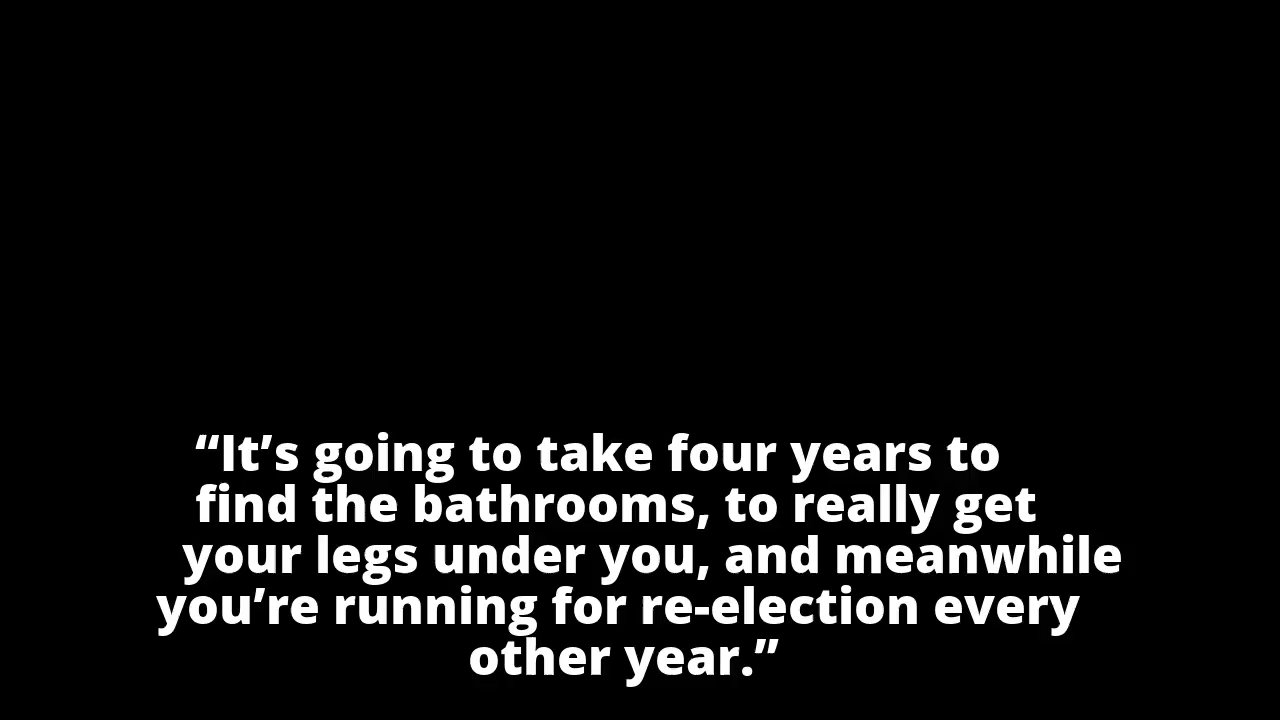 “It’s going to take four years to
find the bathrooms, to really get
your legs under you, and meanwhile
you’re running for re-election every
other year.”